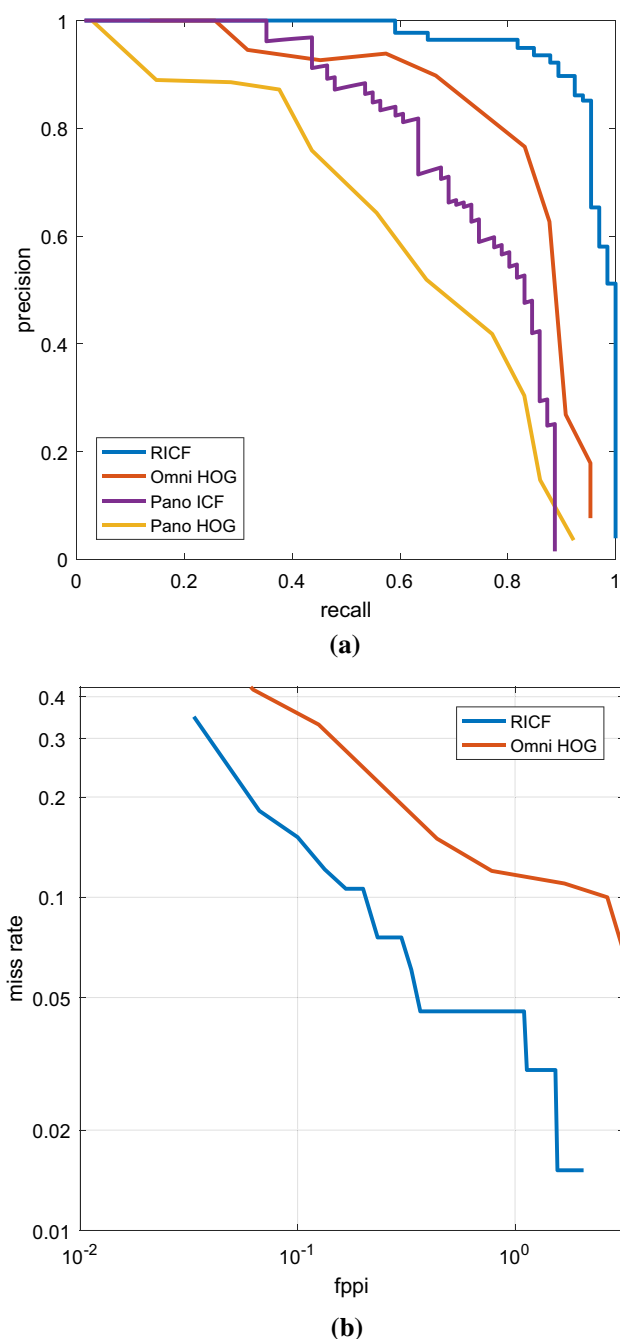 1
0.8
0.6
0.4
0.2
0
precision
RICF
Omni HOG
Pano ICF
Pano HOG
0 0.2 0.4 0.6 0.8 1
recall
(a)
0.4
0.3
0.2
0.1
0.05
0.02
0.01
miss rate
RICF
Omni HOG
10-2 10-1 100
fppi
(b)